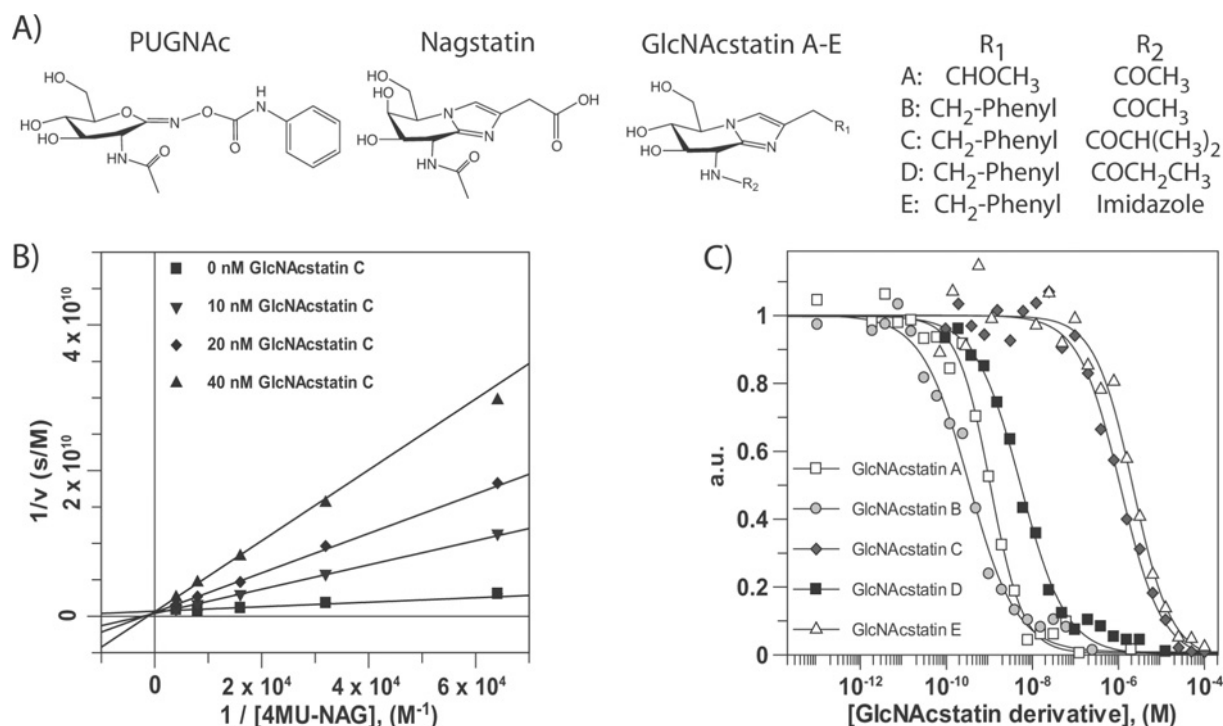 A)
PUGNAc
Nagstatin
GlcNAcstatin A-E
R1
R2
A: CHOCH3 COCH3
B: CH2-Phenyl COCH3
C: CH2-Phenyl COCH(CH3)2
D: CH2-Phenyl COCH2CH3
E: CH2-Phenyl Imidazole
HO
HO
HO
O
N
O
H
N
O
HN
O
HO
HO
HO
N
N
O
OH
HN
O
HO
HO
HO
N
N
R1
HN
R2
B)
0 nM GlcNAcstatin C
10 nM GlcNAcstatin C
20 nM GlcNAcstatin C
40 nM GlcNAcstatin C
1/v (s/M)
4 x 10^10
2 x 10^10
0
0
2 x 10^4
4 x 10^4
6 x 10^4
1 / [4MU-NAG], (M^-1)
C)
a.u.
1
0.8
0.6
0.4
0.2
0
GlcNAcstatin A
GlcNAcstatin B
GlcNAcstatin C
GlcNAcstatin D
GlcNAcstatin E
10^-12
10^-10
10^-8
10^-6
10^-4
[GlcNAcstatin derivative], (M)